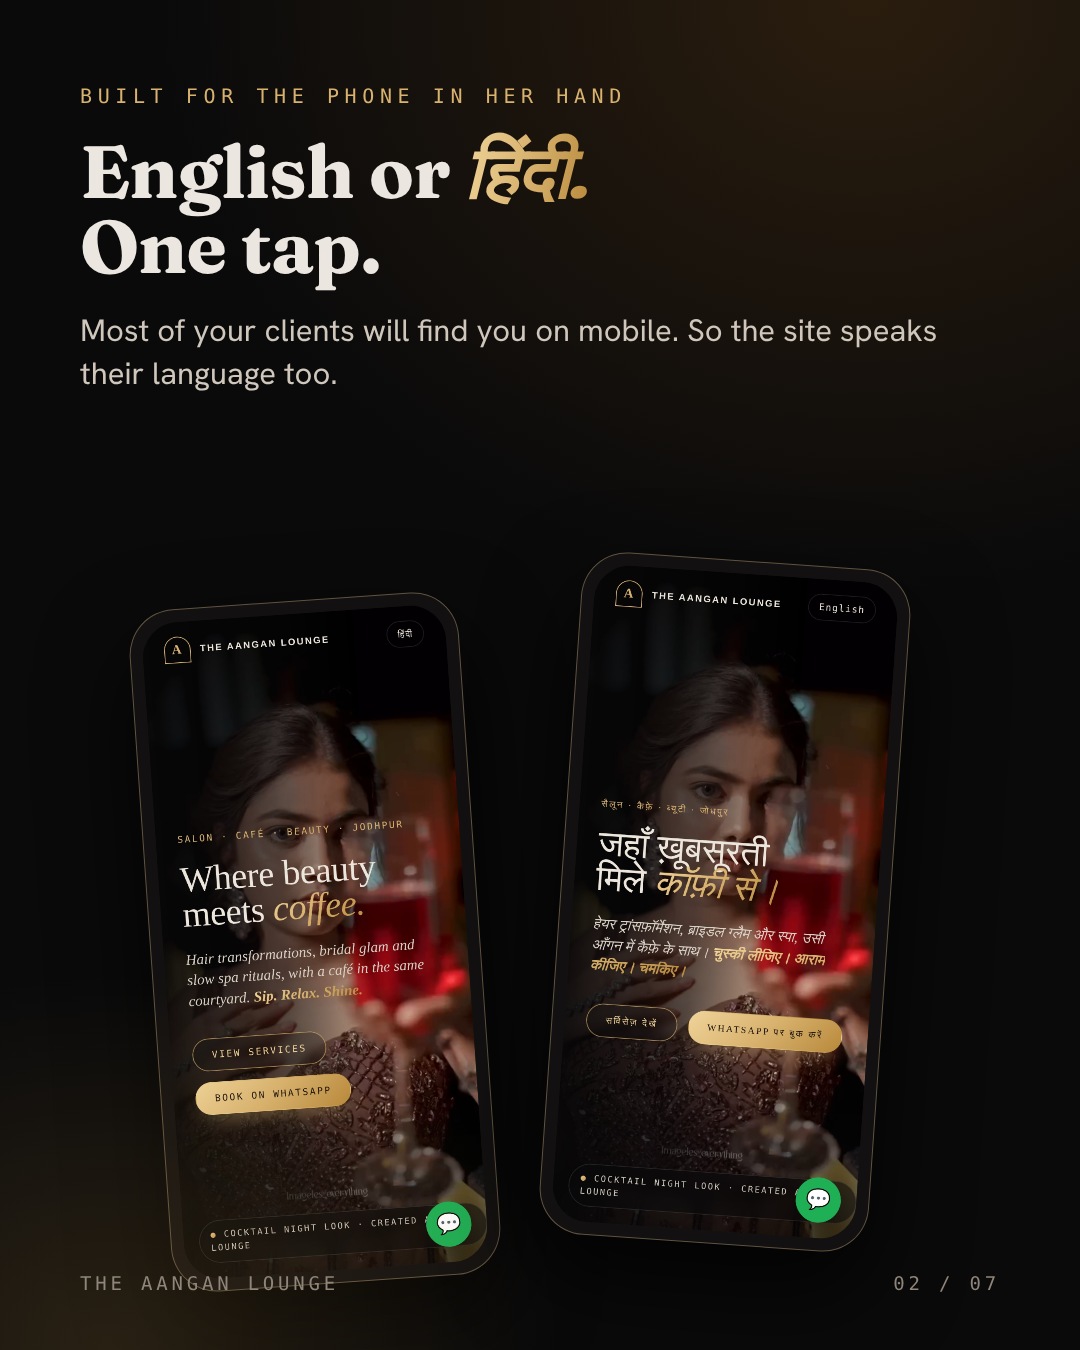 BUILT FOR THE PHONE IN HER HAND
English or हिंदी.
One tap.
Most of your clients will find you on mobile. So the site speaks
their language too.
A THE AANGAN LOUNGE हिंदी
SALON · CAFÉ · BEAUTY · JODHPUR
Where beauty
meets coffee.
Hair transformations, bridal glam and
slow spa rituals, with a café in the same
courtyard. Sip. Relax. Shine.
VIEW SERVICES
BOOK ON WHATSAPP
imagelesseverything
COCKTAIL NIGHT LOOK · CREATED
LOUNGE
A THE AANGAN LOUNGE English
सैलून · कैफ़े · ब्यूटी · जोधपुर
जहाँ ख़ूबसूरती
मिले कॉफ़ी से।
हेयर ट्रांसफ़ॉर्मेशन, ब्राइडल ग्लैम और स्पा, उसी
आँगन में कैफ़े के साथ। चुस्की लीजिए। आराम
कीजिए। चमकिए।
सर्विसेज़ देखें
WHATSAPP पर बुक करें
imagelesseverything
COCKTAIL NIGHT LOOK · CREATED
LOUNGE
THE AANGAN LOUNGE
02 / 07